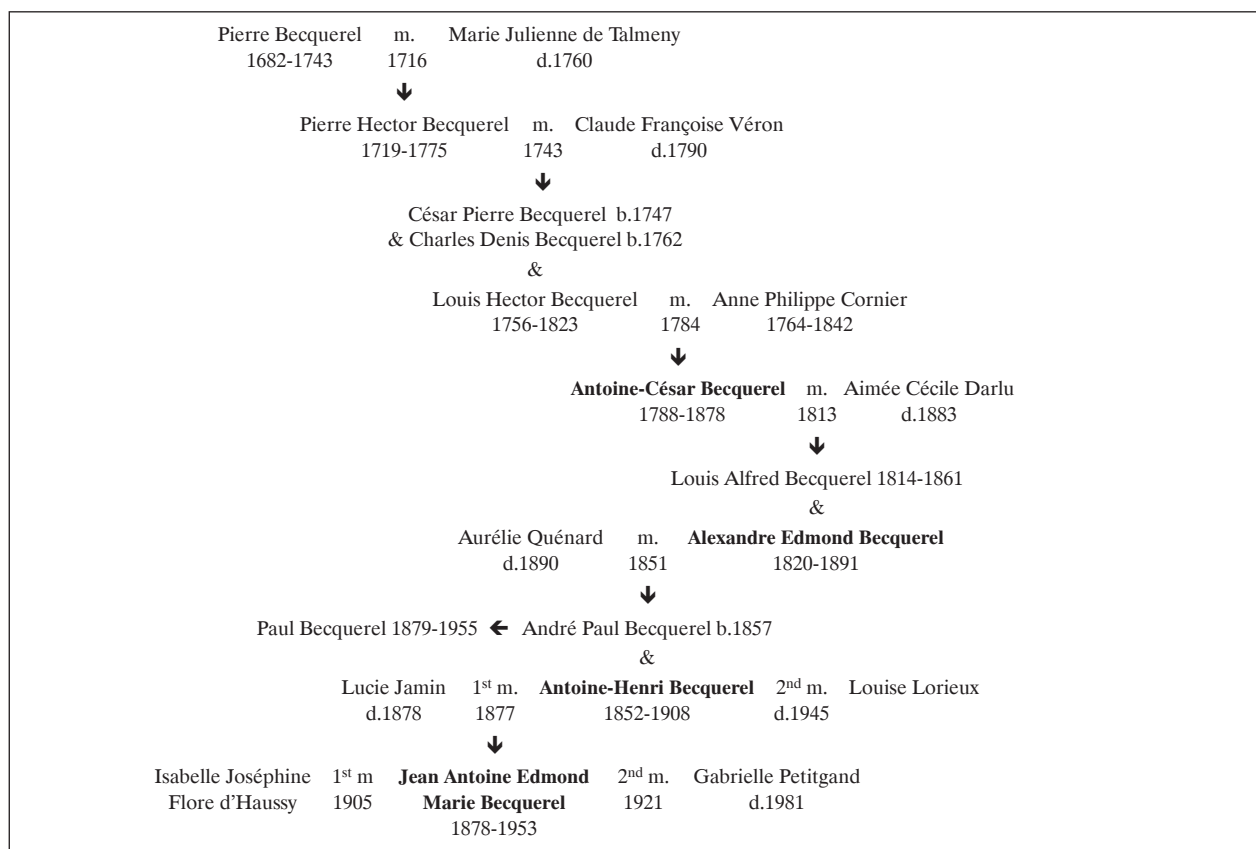 Pierre Becquerel m. Marie Julienne de Talmeny
1682-1743 1716 d.1760
Pierre Hector Becquerel m. Claude Françoise Véron
1719-1775 1743 d.1790
César Pierre Becquerel b.1747
& Charles Denis Becquerel b.1762
&
Louis Hector Becquerel m. Anne Philippe Cornier
1756-1823 1784 1764-1842
Antoine-César Becquerel m. Aimée Cécile Darlu
1788-1878 1813 d.1883
Louis Alfred Becquerel 1814-1861
&
Aurélie Quénard m. Alexandre Edmond Becquerel
d.1890 1851 1820-1891
Paul Becquerel 1879-1955 ← André Paul Becquerel b.1857
&
Lucie Jamin 1st m. Antoine-Henri Becquerel 2nd m. Louise Lorieux
d.1878 1877 1852-1908 d.1945
Isabelle Joséphine 1st m Jean Antoine Edmond 2nd m. Gabrielle Petitgand
Flore d'Haussy 1905 Marie Becquerel 1921 d.1981
1878-1953